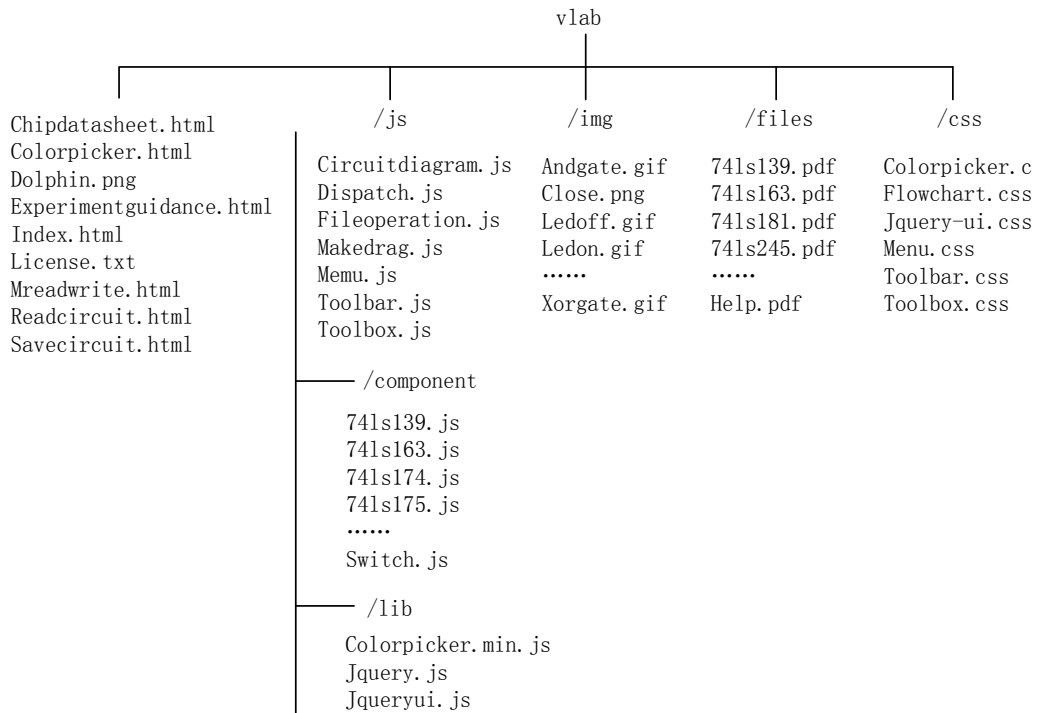 vlab
Chipdatasheet.html
Colorpicker.html
Dolphin.png
Experimentguidance.html
Index.html
License.txt
Mreadwrite.html
Readcircuit.html
Savecircuit.html
/js
Circuitdiagram.js
Dispatch.js
Fileoperation.js
Makedrag.js
Memu.js
Toolbar.js
Toolbox.js
/component
74ls139.js
74ls163.js
74ls174.js
74ls175.js
……
Switch.js
/lib
Colorpicker.min.js
Jquery.js
Jqueryui.js
/img
Andgate.gif
Close.png
Ledoff.gif
Ledon.gif
……
Xorgate.gif
/files
74ls139.pdf
74ls163.pdf
74ls181.pdf
74ls245.pdf
……
Help.pdf
/css
Colorpicker.c
Flowchart.css
Jquery-ui.css
Menu.css
Toolbar.css
Toolbox.css